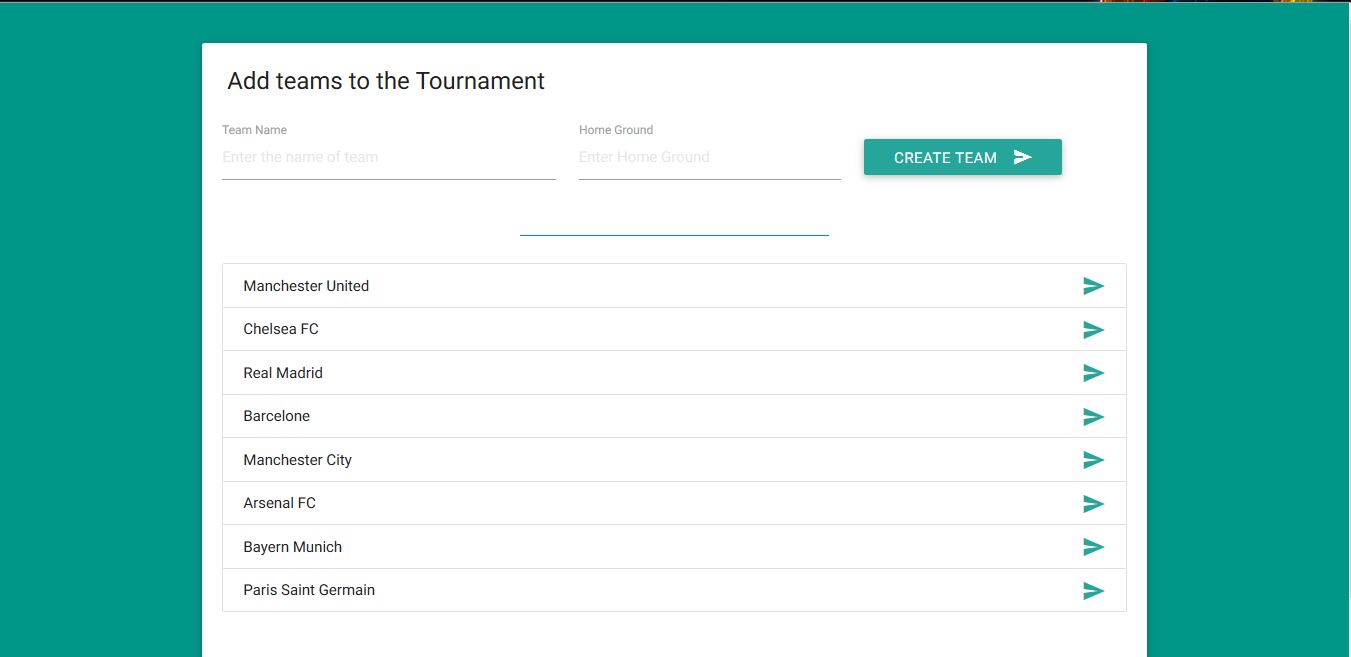 Add teams to the Tournament
Team Name
Home Ground
Enter the name of team
Enter Home Ground
CREATE TEAM
Manchester United
Chelsea FC
Real Madrid
Barcelone
Manchester City
Arsenal FC
Bayern Munich
Paris Saint Germain